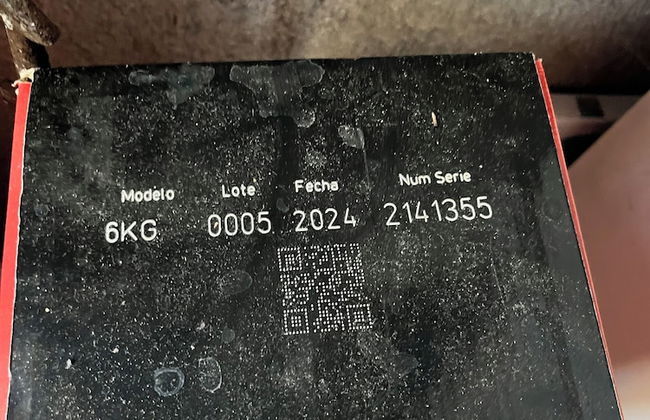 Modelo Lote Fecha Num Serie
6KG 0005 2024 2141355